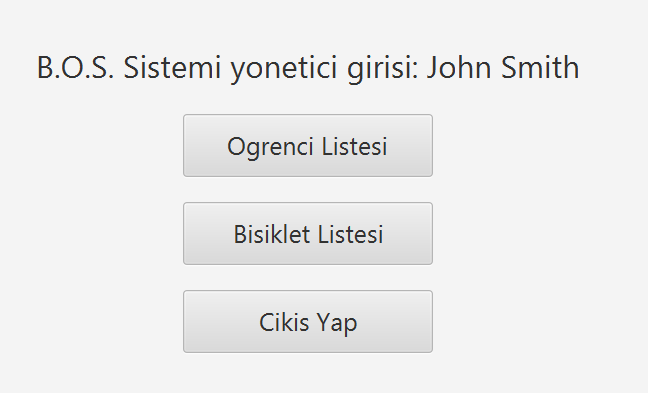 B.O.S. Sistemi yonetici girisi: John Smith
Ogrenci Listesi
Bisiklet Listesi
Cikis Yap